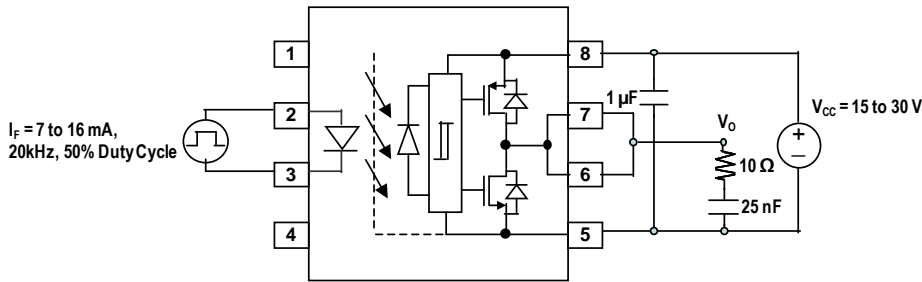 1
8
I_F = 7 to 16 mA,
20kHz, 50% Duty Cycle
2
3
4
1 µF
7
6
5
V_O
10 Ω
25 nF
+
−
V_CC = 15 to 30 V